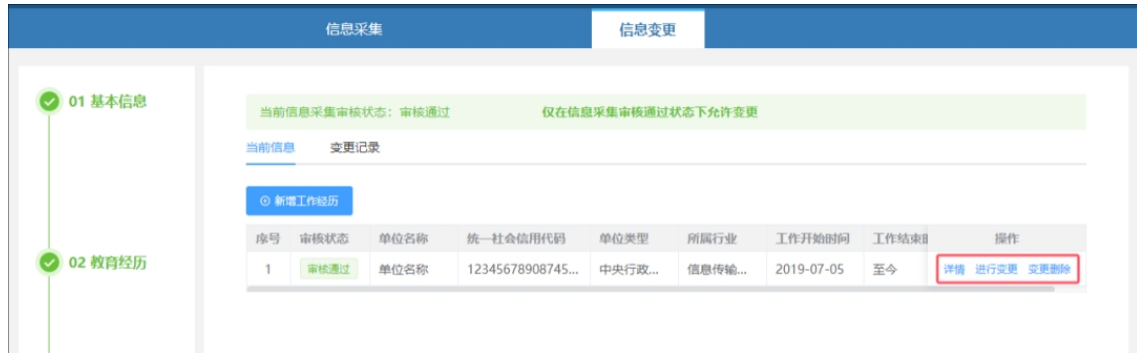 信息采集 信息变更
01 基本信息
当前信息采集审核状态：审核通过 仅在信息采集审核通过状态下允许变更
当前信息 变更记录
新增工作经历
序号 审核状态 单位名称 统一社会信用代码 单位类型 所属行业 工作开始时间 工作结束 操作
02 教育经历
1 审核通过 单位名称 12345678908745... 中央行政... 信息传输... 2019-07-05 至今 详情 进行变更 变更删除